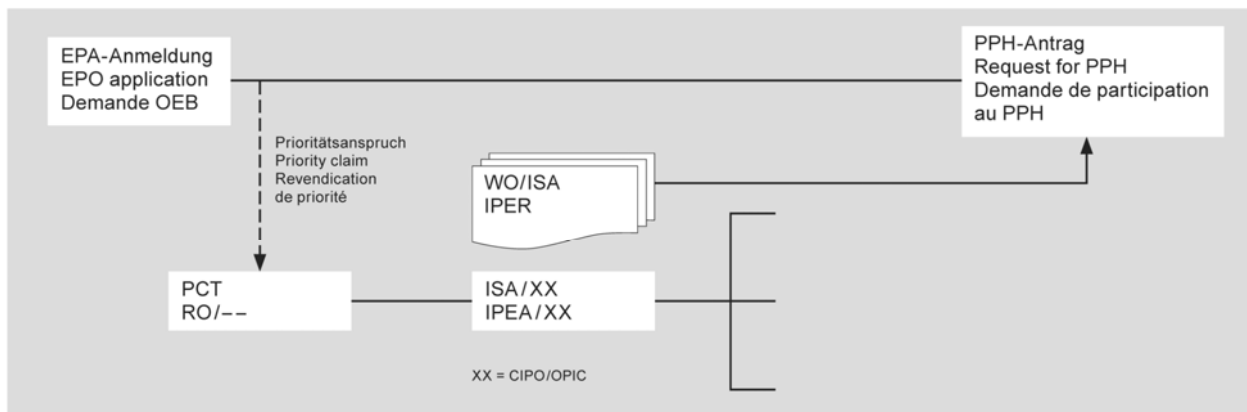 EPA-Anmeldung
EPO application
Demande OEB
PPH-Antrag
Request for PPH
Demande de participation
au PPH
Prioritätsanspruch
Priority claim
Revendication
de priorité
WO/ISA
IPER
PCT
RO/––
ISA/XX
IPEA/XX
XX = CIPO/OPIC